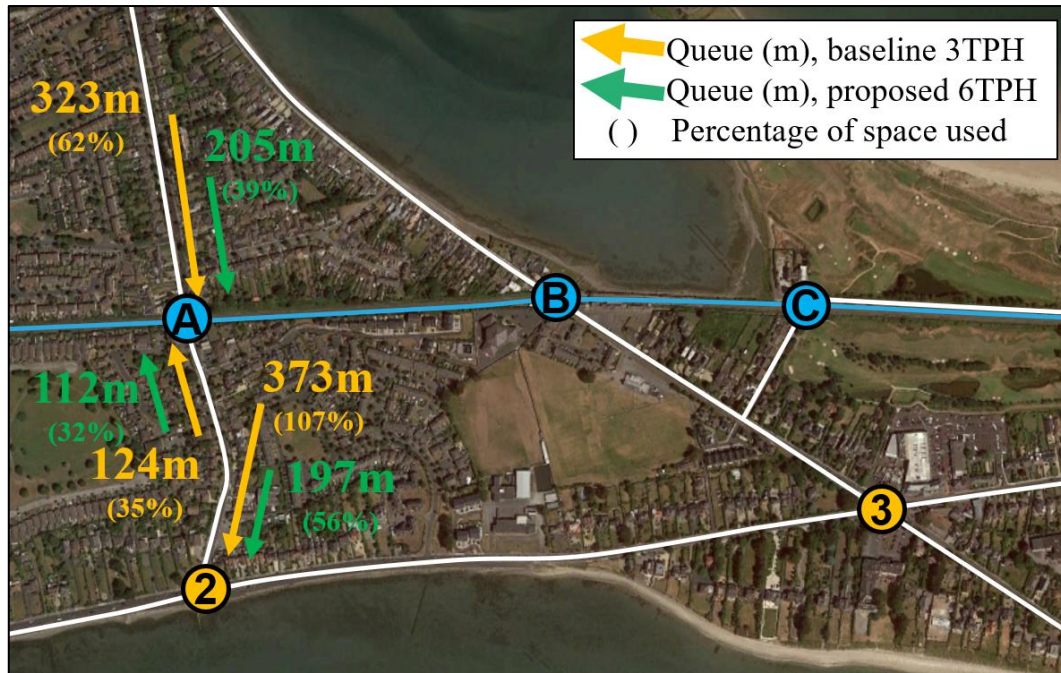 Queue (m), baseline 3TPH
Queue (m), proposed 6TPH
( ) Percentage of space used
323m
(62%)
205m
(39%)
A
B
C
112m
(32%)
124m
(35%)
373m
(107%)
197m
(56%)
2
3